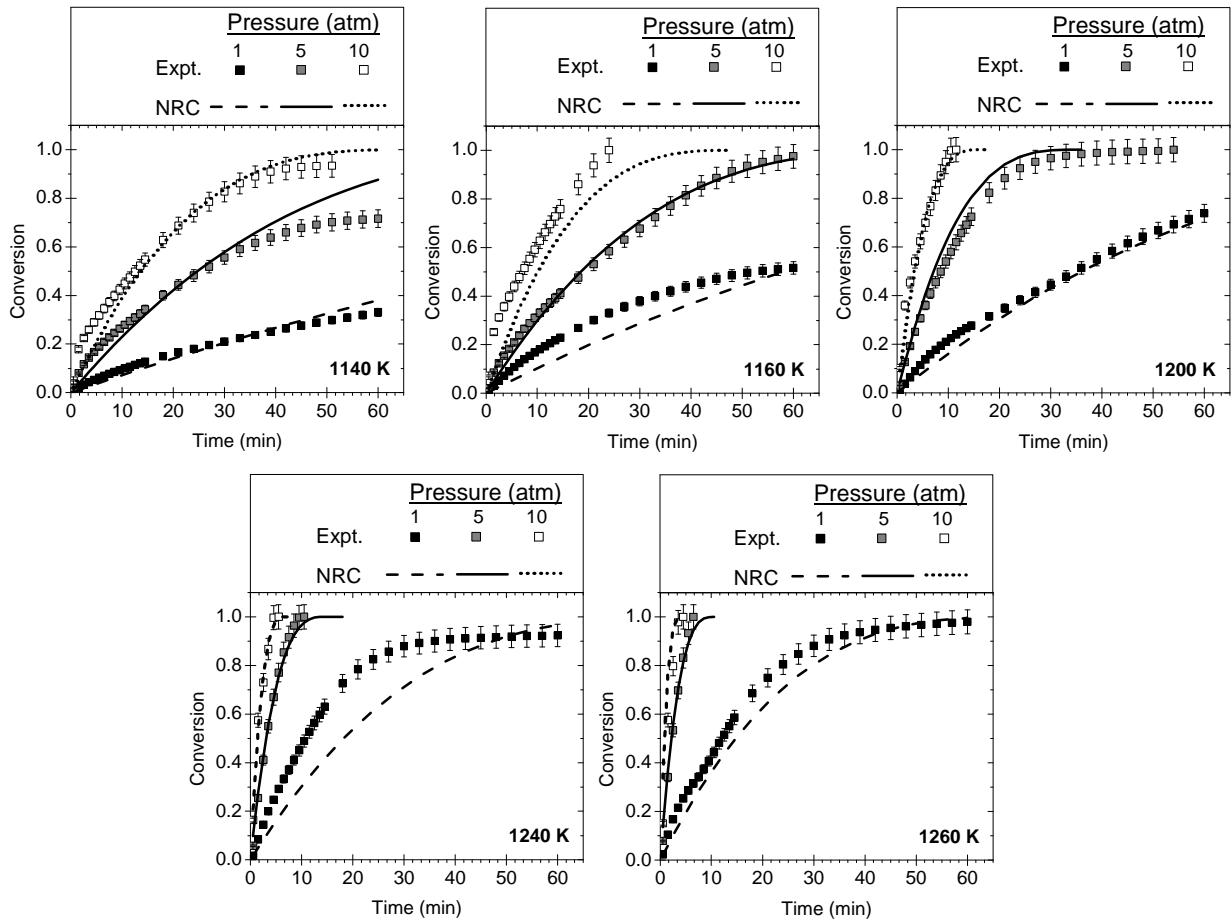 Pressure (atm)
1 5 10
Expt.
NRC
1.0
0.8
0.6
0.4
0.2
0.0
Conversion
0 10 20 30 40 50 60
Time (min)
1140 K
Pressure (atm)
1 5 10
Expt.
NRC
1.0
0.8
0.6
0.4
0.2
0.0
Conversion
0 10 20 30 40 50 60
Time (min)
1160 K
Pressure (atm)
1 5 10
Expt.
NRC
1.0
0.8
0.6
0.4
0.2
0.0
Conversion
0 10 20 30 40 50 60
Time (min)
1200 K
Pressure (atm)
1 5 10
Expt.
NRC
1.0
0.8
0.6
0.4
0.2
0.0
Conversion
0 10 20 30 40 50 60
Time (min)
1240 K
Pressure (atm)
1 5 10
Expt.
NRC
1.0
0.8
0.6
0.4
0.2
0.0
Conversion
0 10 20 30 40 50 60
Time (min)
1260 K